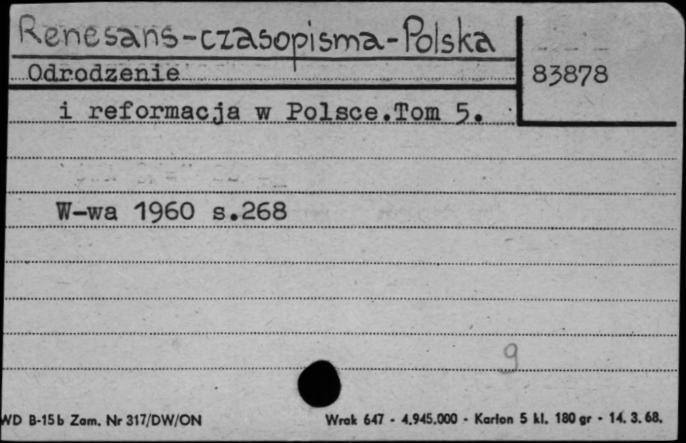 Renesans-czasopisma-Polska
Odrodzenie
83878
i reformacja w Polsce.Tom 5.
W-wa 1960 s.268
9
WD B-15b Zam. Nr 317/DW/ON
Wrak 647 - 4.945.000 - Karton 5 kl. 180 gr - 14. 3. 68.